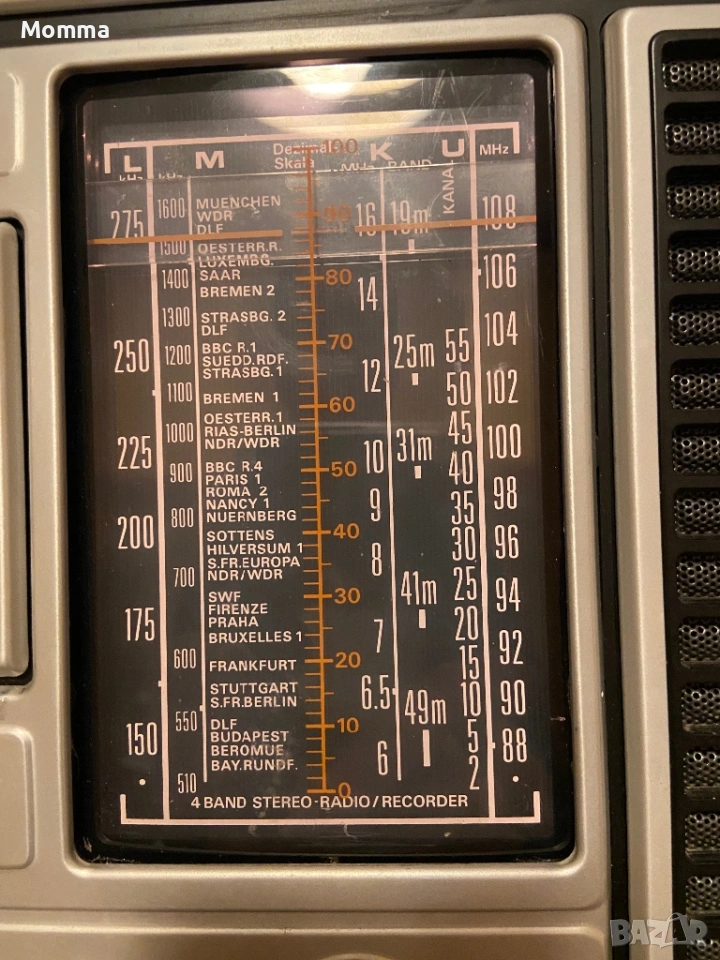 Momma
L M Dezimal- K U MHz
kHz kHz Skala MHz BAND KANAL
100
275 1600 MUENCHEN 90 16 19m 108
WDR
DLF
1500 OESTERR.R.
LUXEMBG.
1400 SAAR 80 14 106
BREMEN 2
1300 STRASBG. 2 70 104
DLF
250 1200 BBC R.1 12 25m 55
SUEDD.RDF.
STRASBG.1
1100 BREMEN 1 60 50 102
1000 OESTERR.1 45
RIAS-BERLIN
NDR/WDR
225 900 BBC R.4 50 10 31m 40 100
PARIS 1
ROMA 2
NANCY 1
800 NUERNBERG 9 35 98
200 SOTTENS 40 30 96
HILVERSUM 1
S.FR.EUROPA 8
700 NDR/WDR
SWF 30 41m 25 94
FIRENZE
175 PRAHA 20
BRUXELLES 1 7
600 FRANKFURT 20 15 92
STUTTGART 6.5 49m 10 90
S.FR.BERLIN
550 DLF 10
150 BUDAPEST 6 5 88
BEROMUE
BAY.RUNDF.
510 0 2
4 BAND STEREO-RADIO/RECORDER
BAZAR